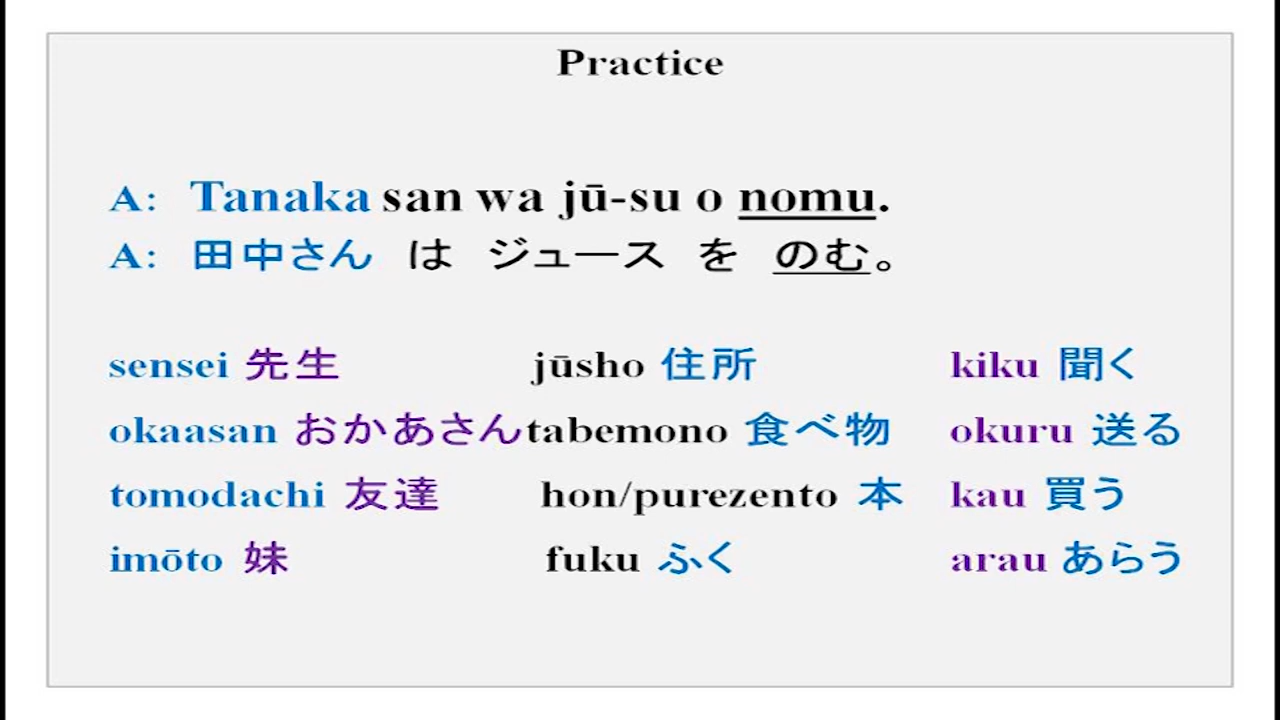 Practice
A: Tanaka san wa jū-su o nomu.
A: 田中さん は ジュース を のむ。
sensei 先生 jūsho 住所 kiku 聞く
okaasan おかあさん tabemono 食べ物 okuru 送る
tomodachi 友達 hon/purezento 本 kau 買う
imōto 妹 fuku ふく arau あらう